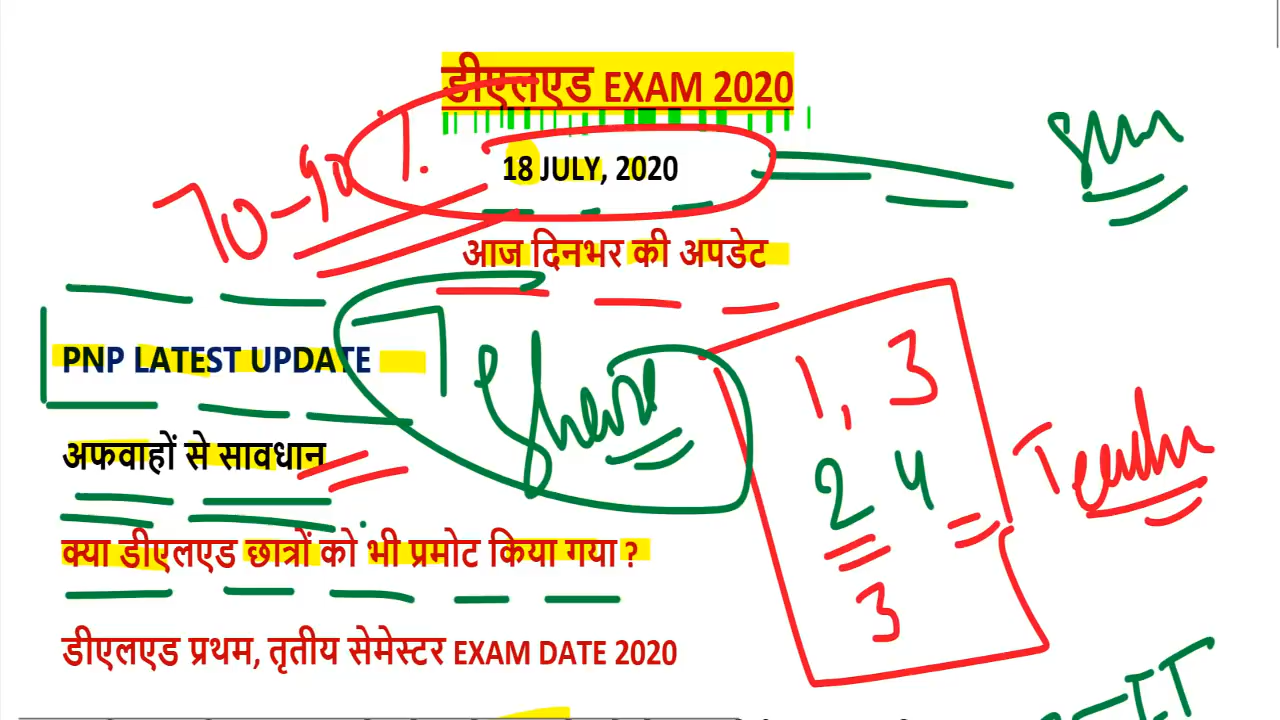 डीएलएड EXAM 2020
18 JULY, 2020
70-90%.
आज दिनभर की अपडेट
PNP LATEST UPDATE
Share
1, 3
2 4
3
अफवाहों से सावधान
क्या डीएलएड छात्रों को भी प्रमोट किया गया ?
डीएलएड प्रथम, तृतीय सेमेस्टर EXAM DATE 2020